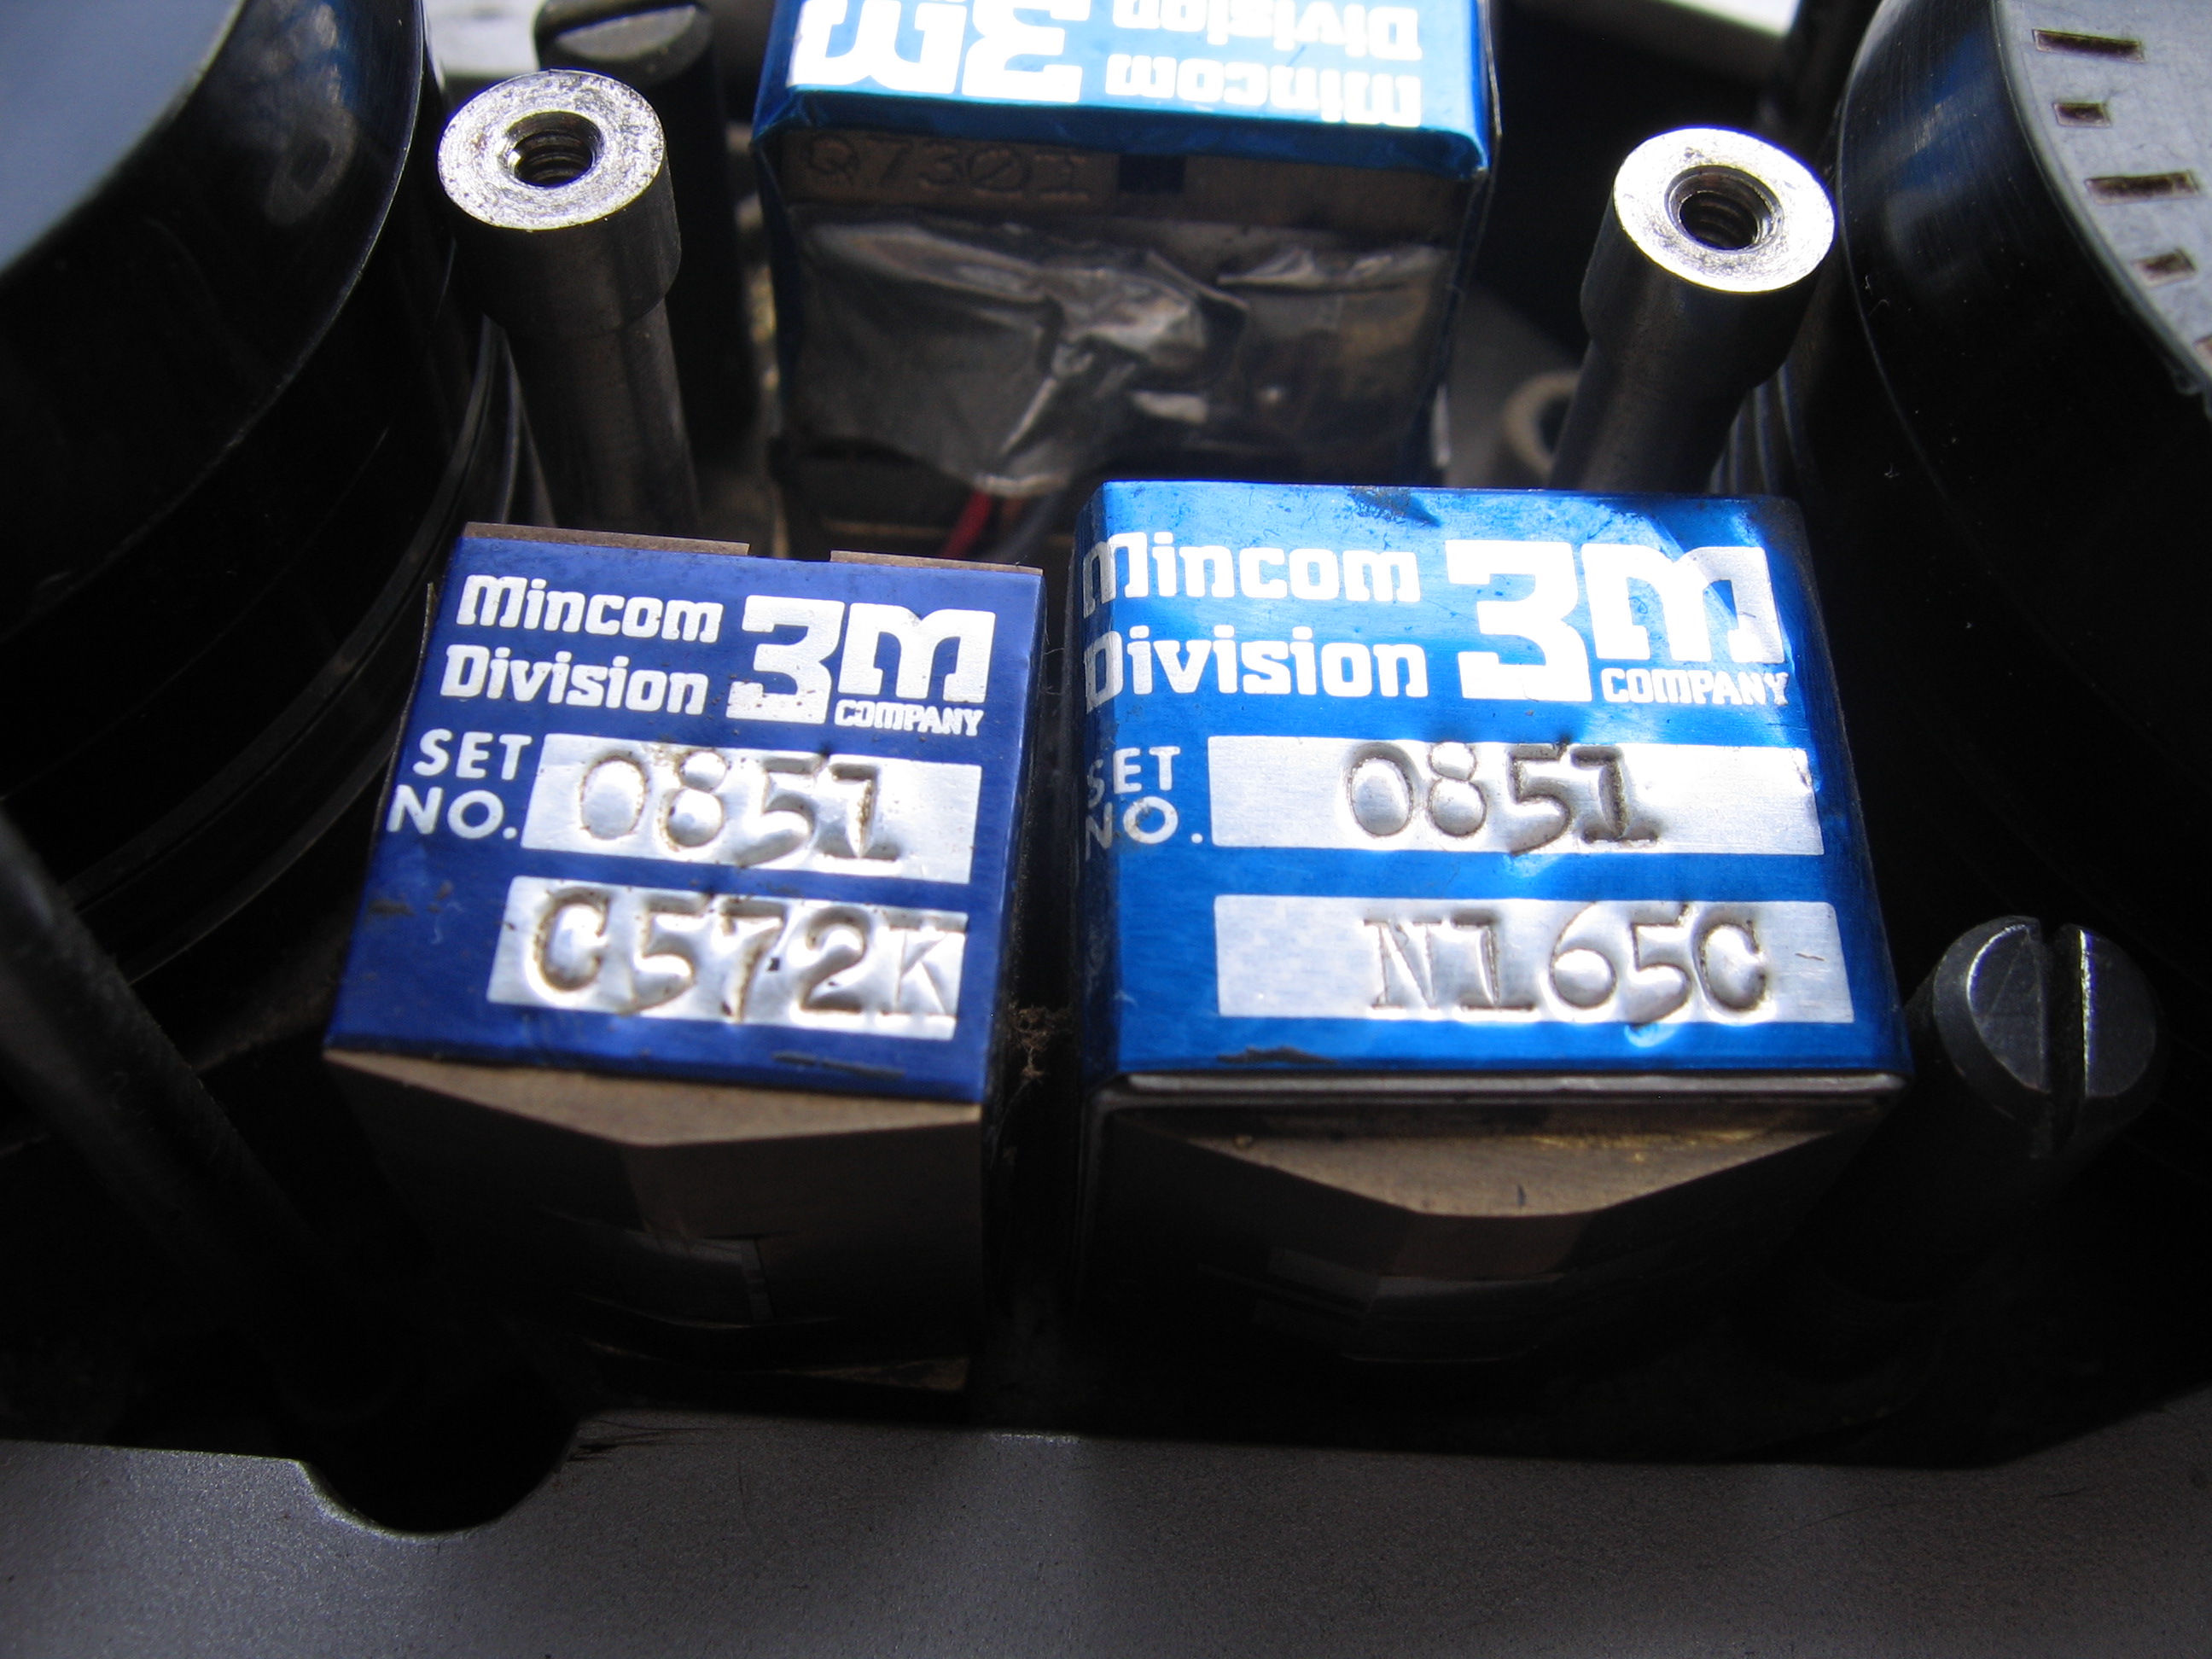 Mincom
Division
3M
Q7301
Mincom
Division
3M
COMPANY
SET
NO.
0851
C572K
Mincom
Division
3M
COMPANY
SET
NO.
0851
N165C